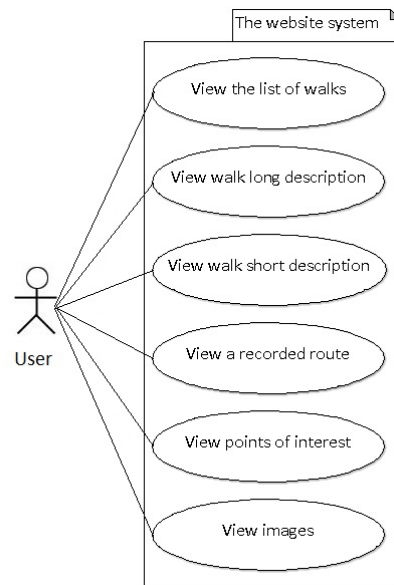 The website system
View the list of walks
View walk long description
View walk short description
View a recorded route
View points of interest
View images
User